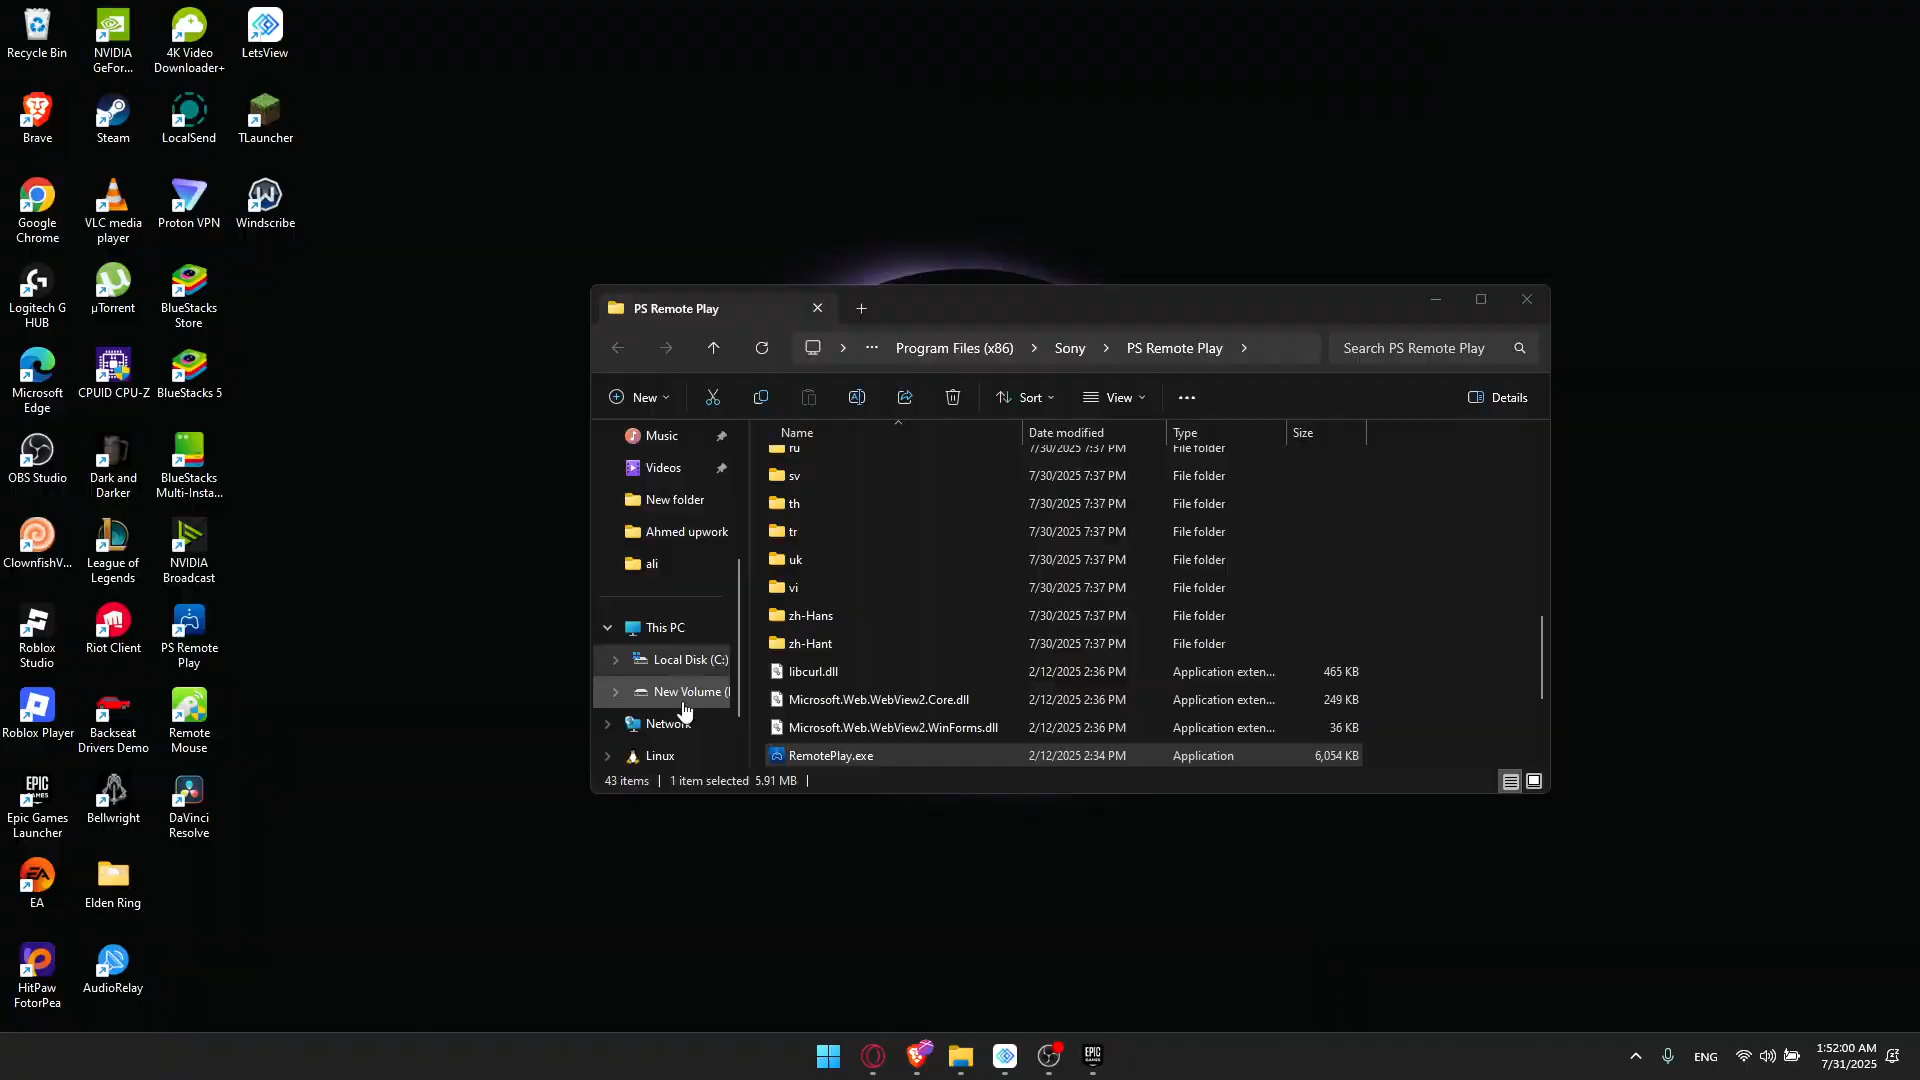 Recycle Bin
NVIDIA
GeFor...
4K Video
Downloader+
LetsView
Brave
Steam
LocalSend
TLauncher
Google
Chrome
VLC media
player
Proton VPN
Windscribe
Logitech G
HUB
µTorrent
BlueStacks
Store
Microsoft
Edge
CPUID CPU-Z
BlueStacks 5
OBS Studio
Dark and
Darker
BlueStacks
Multi-Insta...
ClownfishV...
League of
Legends
NVIDIA
Broadcast
Roblox
Studio
Riot Client
PS Remote
Play
Roblox Player
Backseat
Drivers Demo
Remote
Mouse
EPIC
GAMES
Epic Games
Launcher
Bellwright
DaVinci
Resolve
EA
EA
Elden Ring
HitPaw
FotorPea
AudioRelay
PS Remote Play
... Program Files (x86) > Sony > PS Remote Play >
Search PS Remote Play
New
Sort
View
...
Details
Music
Videos
New folder
Ahmed upwork
ali
This PC
Local Disk (C:)
New Volume (
Network
Linux
Name Date modified Type Size
ru 7/30/2025 7:37 PM File folder
sv 7/30/2025 7:37 PM File folder
th 7/30/2025 7:37 PM File folder
tr 7/30/2025 7:37 PM File folder
uk 7/30/2025 7:37 PM File folder
vi 7/30/2025 7:37 PM File folder
zh-Hans 7/30/2025 7:37 PM File folder
zh-Hant 7/30/2025 7:37 PM File folder
libcurl.dll 2/12/2025 2:36 PM Application exten... 465 KB
Microsoft.Web.WebView2.Core.dll 2/12/2025 2:36 PM Application exten... 249 KB
Microsoft.Web.WebView2.WinForms.dll 2/12/2025 2:36 PM Application exten... 36 KB
RemotePlay.exe 2/12/2025 2:34 PM Application 6,054 KB
43 items | 1 item selected 5.91 MB |
EPIC
GAMES
ENG
1:52:00 AM
7/31/2025